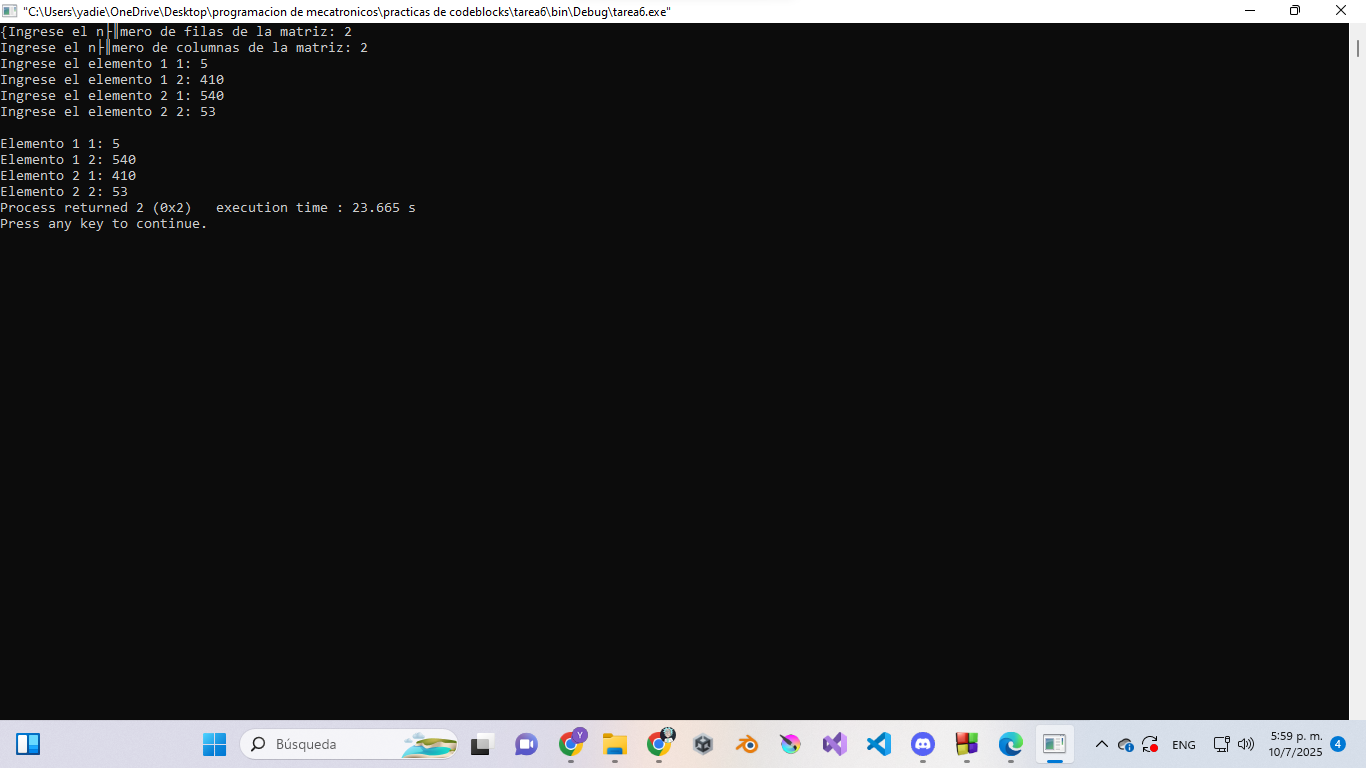 "C:\Users\yadie\OneDrive\Desktop\programacion de mecatronicos\practicas de codeblocks\tarea6\bin\Debug\tarea6.exe"
{Ingrese el n├║mero de filas de la matriz: 2
Ingrese el n├║mero de columnas de la matriz: 2
Ingrese el elemento 1 1: 5
Ingrese el elemento 1 2: 410
Ingrese el elemento 2 1: 540
Ingrese el elemento 2 2: 53
Elemento 1 1: 5
Elemento 1 2: 540
Elemento 2 1: 410
Elemento 2 2: 53
Process returned 2 (0x2)   execution time : 23.665 s
Press any key to continue.
Búsqueda
Y
ENG
5:59 p. m.
10/7/2025
4